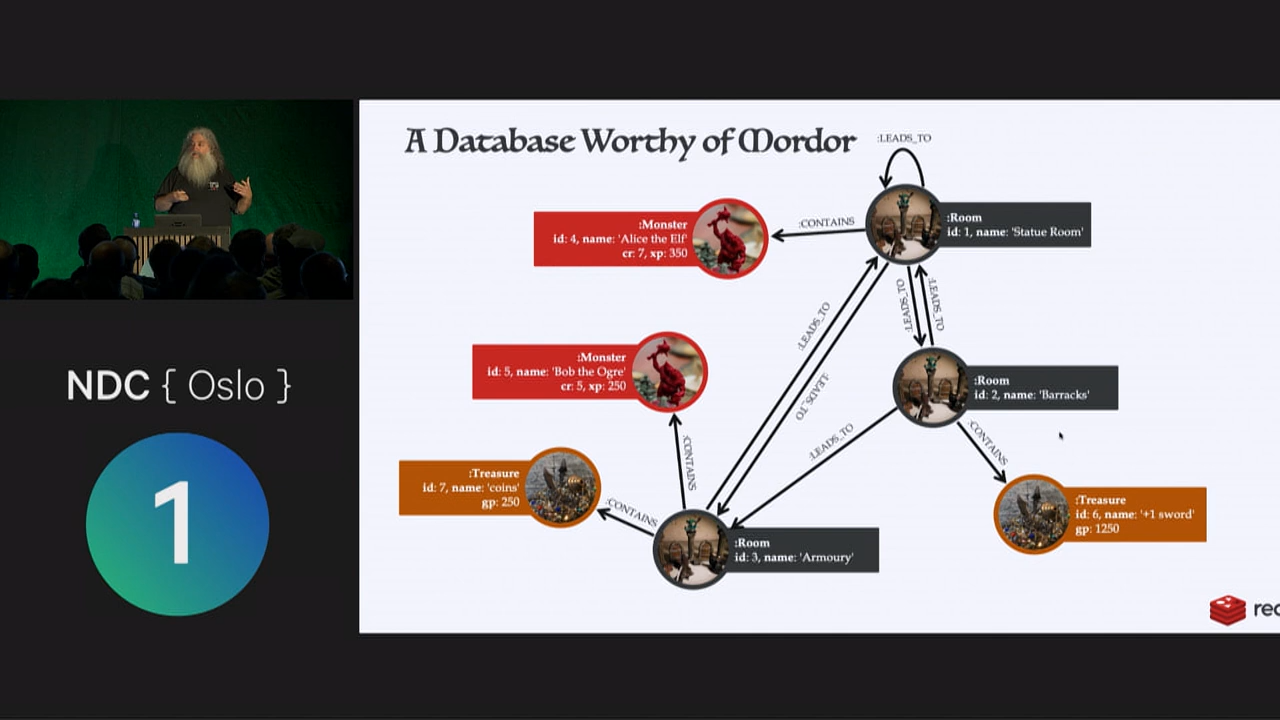 A Database Worthy of Mordor
:LEADS_TO
:Monster
id: 4, name: 'Alice the Elf'
cr: 7, xp: 350
:CONTAINS
:Room
id: 1, name: 'Statue Room'
:LEADS_TO
:LEADS_TO
:LEADS_TO
:LEADS_TO
:Monster
id: 5, name: 'Bob the Ogre'
cr: 5, xp: 250
:Room
id: 2, name: 'Barracks'
NDC { Oslo }
1
:CONTAINS
:LEADS_TO
:CONTAINS
:Treasure
id: 7, name: 'coins'
gp: 250
:CONTAINS
:Treasure
id: 6, name: '+1 sword'
gp: 1250
:Room
id: 3, name: 'Armoury'
red